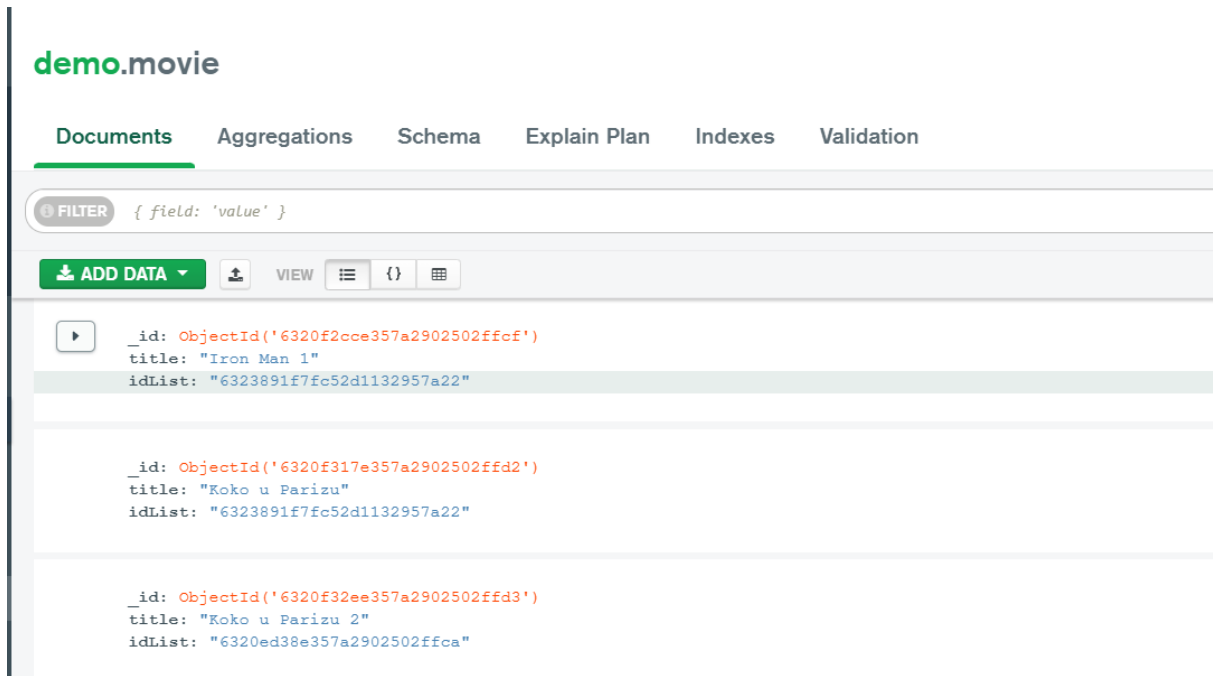 demo.movie
Documents Aggregations Schema Explain Plan Indexes Validation
FILTER { field: 'value' }
ADD DATA VIEW {}
_id: ObjectId('6320f2cce357a2902502ffcf')
title: "Iron Man 1"
idList: "6323891f7fc52d1132957a22"
_id: ObjectId('6320f317e357a2902502ffd2')
title: "Koko u Parizu"
idList: "6323891f7fc52d1132957a22"
_id: ObjectId('6320f32ee357a2902502ffd3')
title: "Koko u Parizu 2"
idList: "6320ed38e357a2902502ffca"